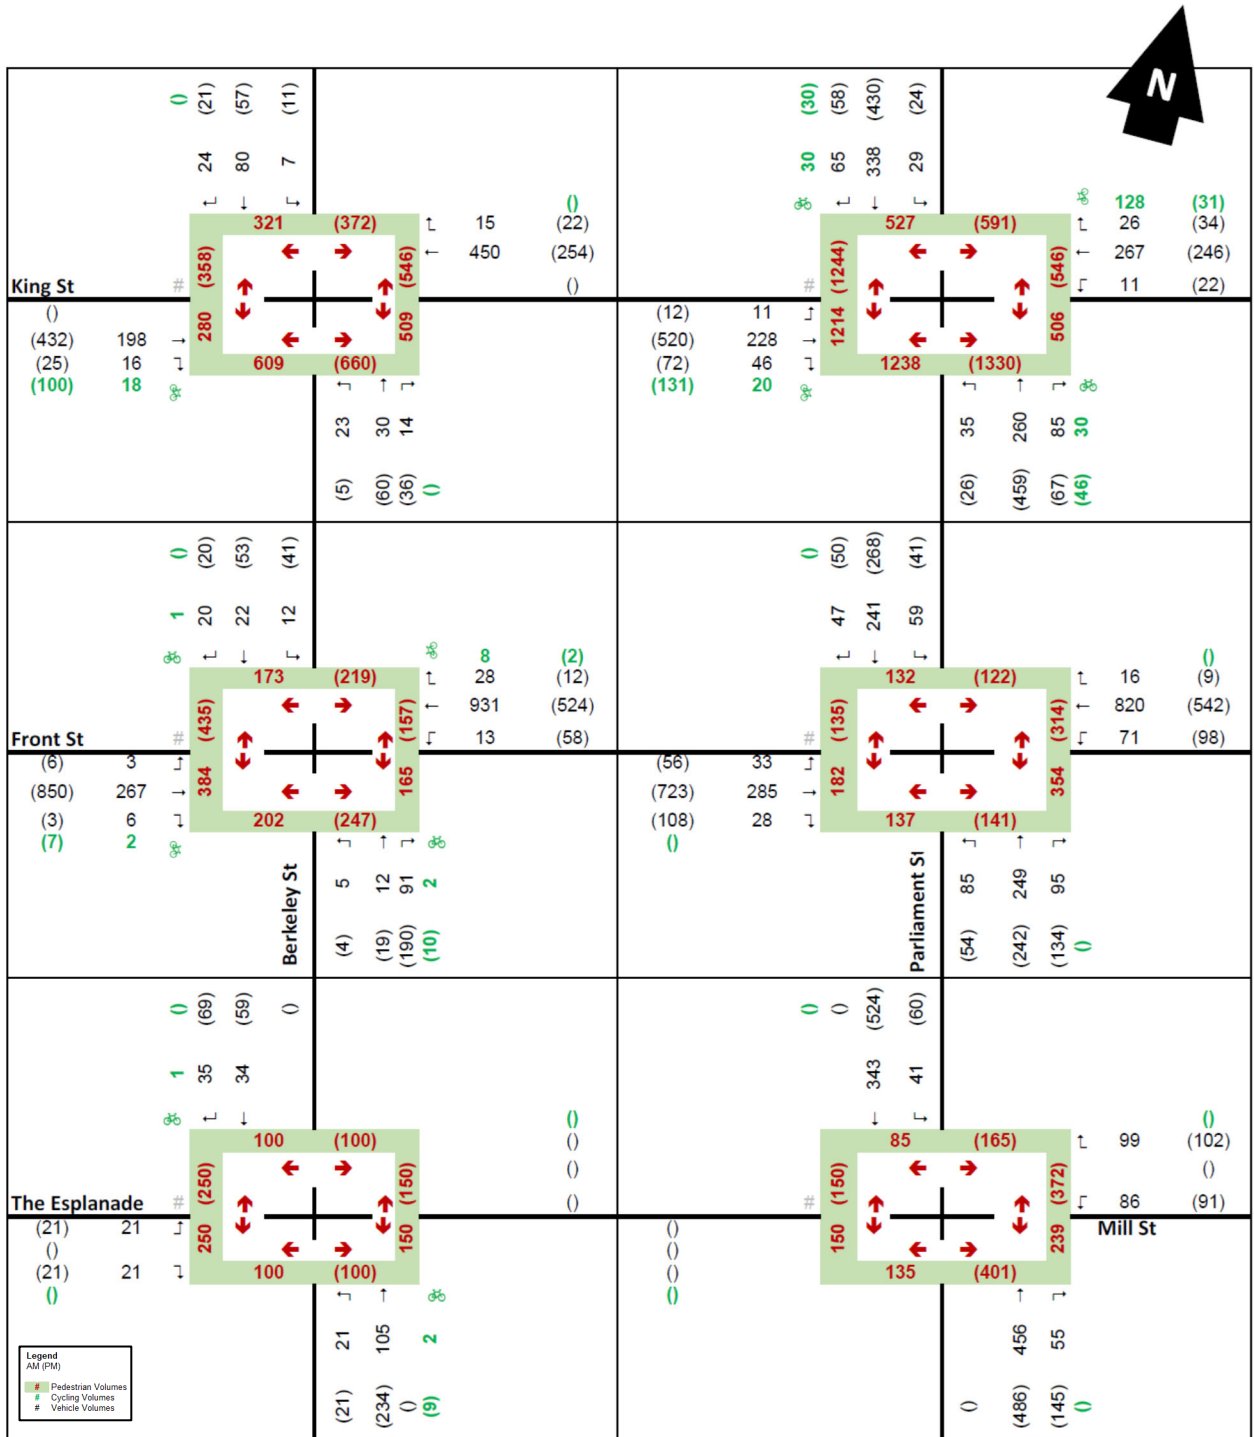 N
() (21) (57) (11)
24 80 7
()
321 (372) 15 (22)
450 (254)
(358) (546)
King St # ()
()
(432) 198
280 509
(25) 16
609 (660)
(100) 18
23 30 14
(5) (60) (36) ()
(30) (58) (430) (24)
30 65 338 29
128 (31)
527 (591) 26 (34)
267 (246)
(1244) (546)
# 11 (22)
(12) 11
(520) 228
1214 506
(72) 46
1238 (1330)
(131) 20
35 260 85 30
(26) (459) (67) (46)
() (20) (53) (41)
1 20 22 12
8 (2)
173 (219) 28 (12)
931 (524)
(435) (157)
Front St # 13 (58)
(6) 3
(850) 267
384 165
(3) 6
202 (247)
(7) 2
Berkeley St
5 12 91 2
(4) (19) (190) (10)
() (50) (268) (41)
47 241 59
()
132 (122) 16 (9)
820 (542)
(135) (314)
# 71 (98)
(56) 33
(723) 285
182 354
(108) 28
137 (141)
()
Parliament St
85 249 95
(54) (242) (134) ()
() (69) (59) ()
1 35 34
()
100 (100) ()
()
(250) (150)
The Esplanade # ()
(21) 21
()
250 150
(21) 21
100 (100)
()
21 105 2
(21) (234) () (9)
() () (524) (60)
343 41
()
85 (165) 99 (102)
()
(150) (372)
# 86 (91)
Mill St
()
()
150 239
()
135 (401)
()
456 55
() (486) (145) ()
Legend
AM (PM)
# Pedestrian Volumes
# Cycling Volumes
# Vehicle Volumes